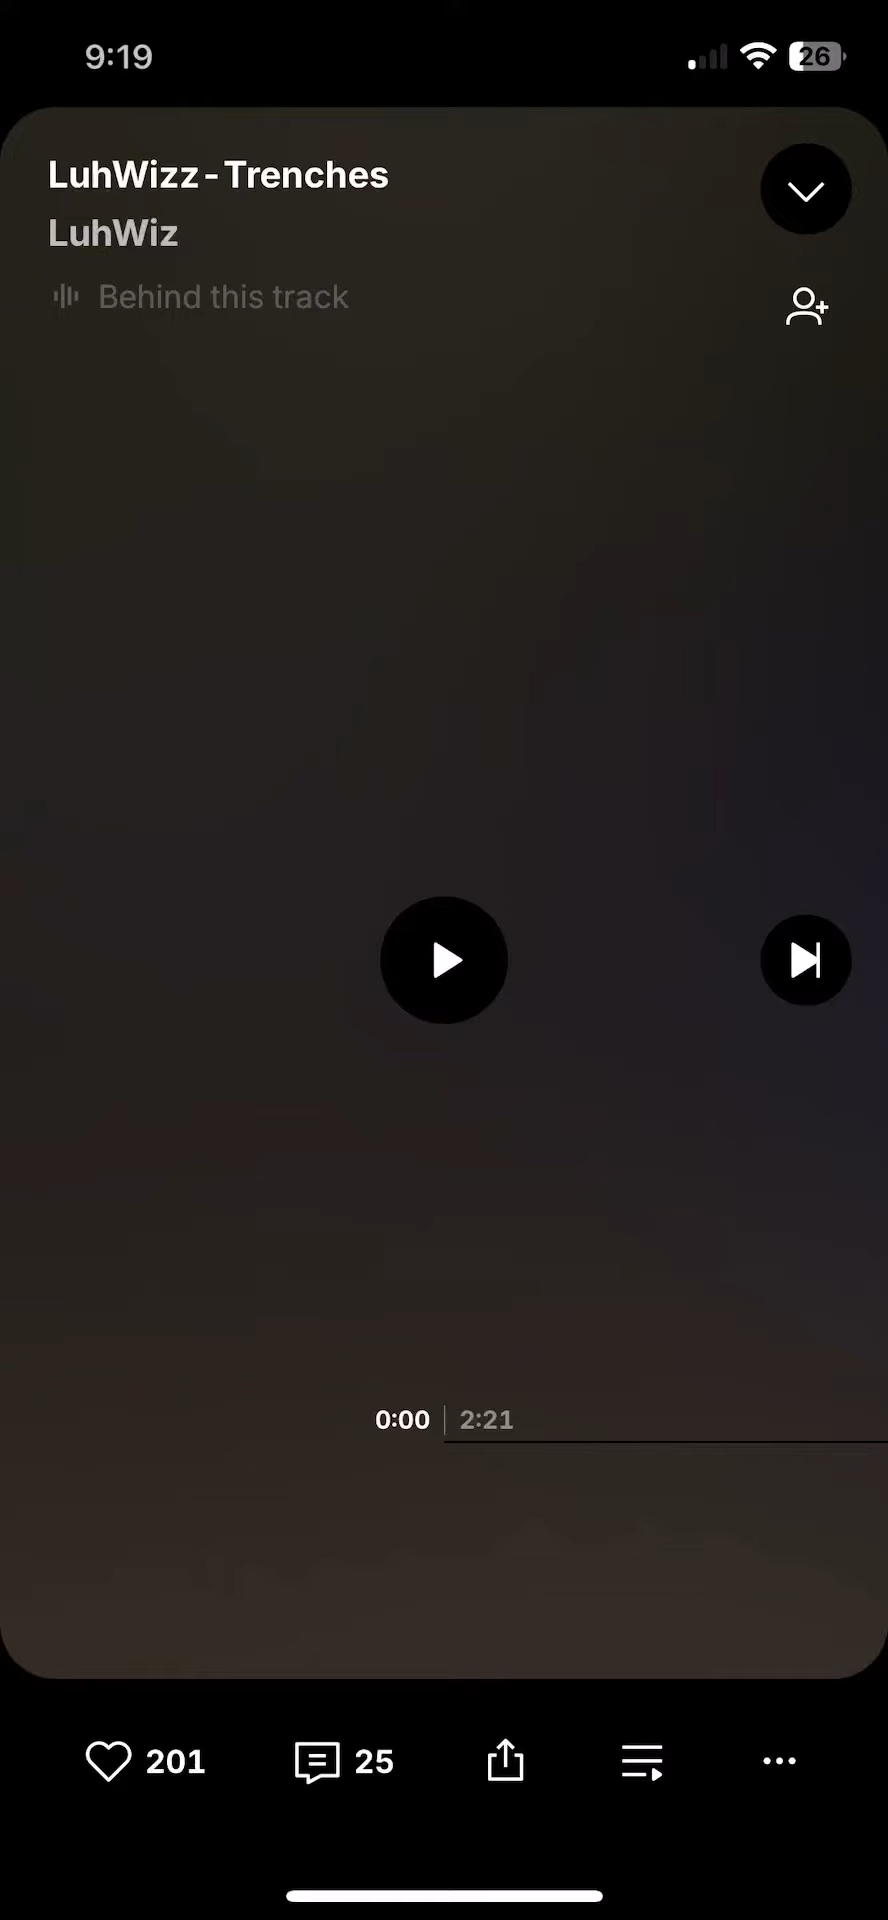 9:19
26
LuhWizz - Trenches
LuhWiz
Behind this track
0:00 | 2:21
201
25